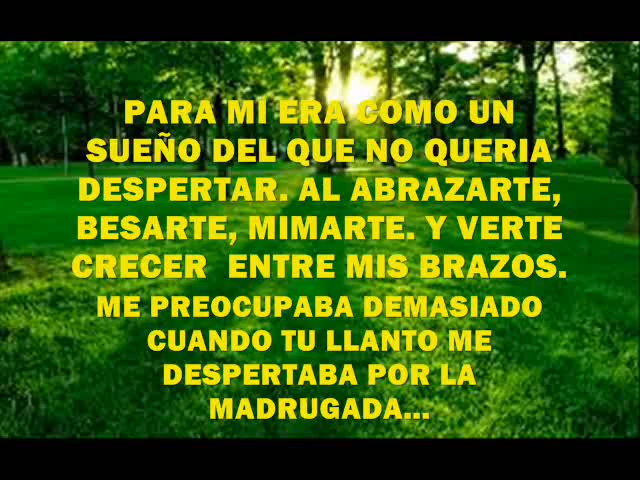 PARA MI ERA COMO UN
SUEÑO DEL QUE NO QUERIA
DESPERTAR. AL ABRAZARTE,
BESARTE, MIMARTE. Y VERTE
CRECER ENTRE MIS BRAZOS.
ME PREOCUPABA DEMASIADO
CUANDO TU LLANTO ME
DESPERTABA POR LA
MADRUGADA...